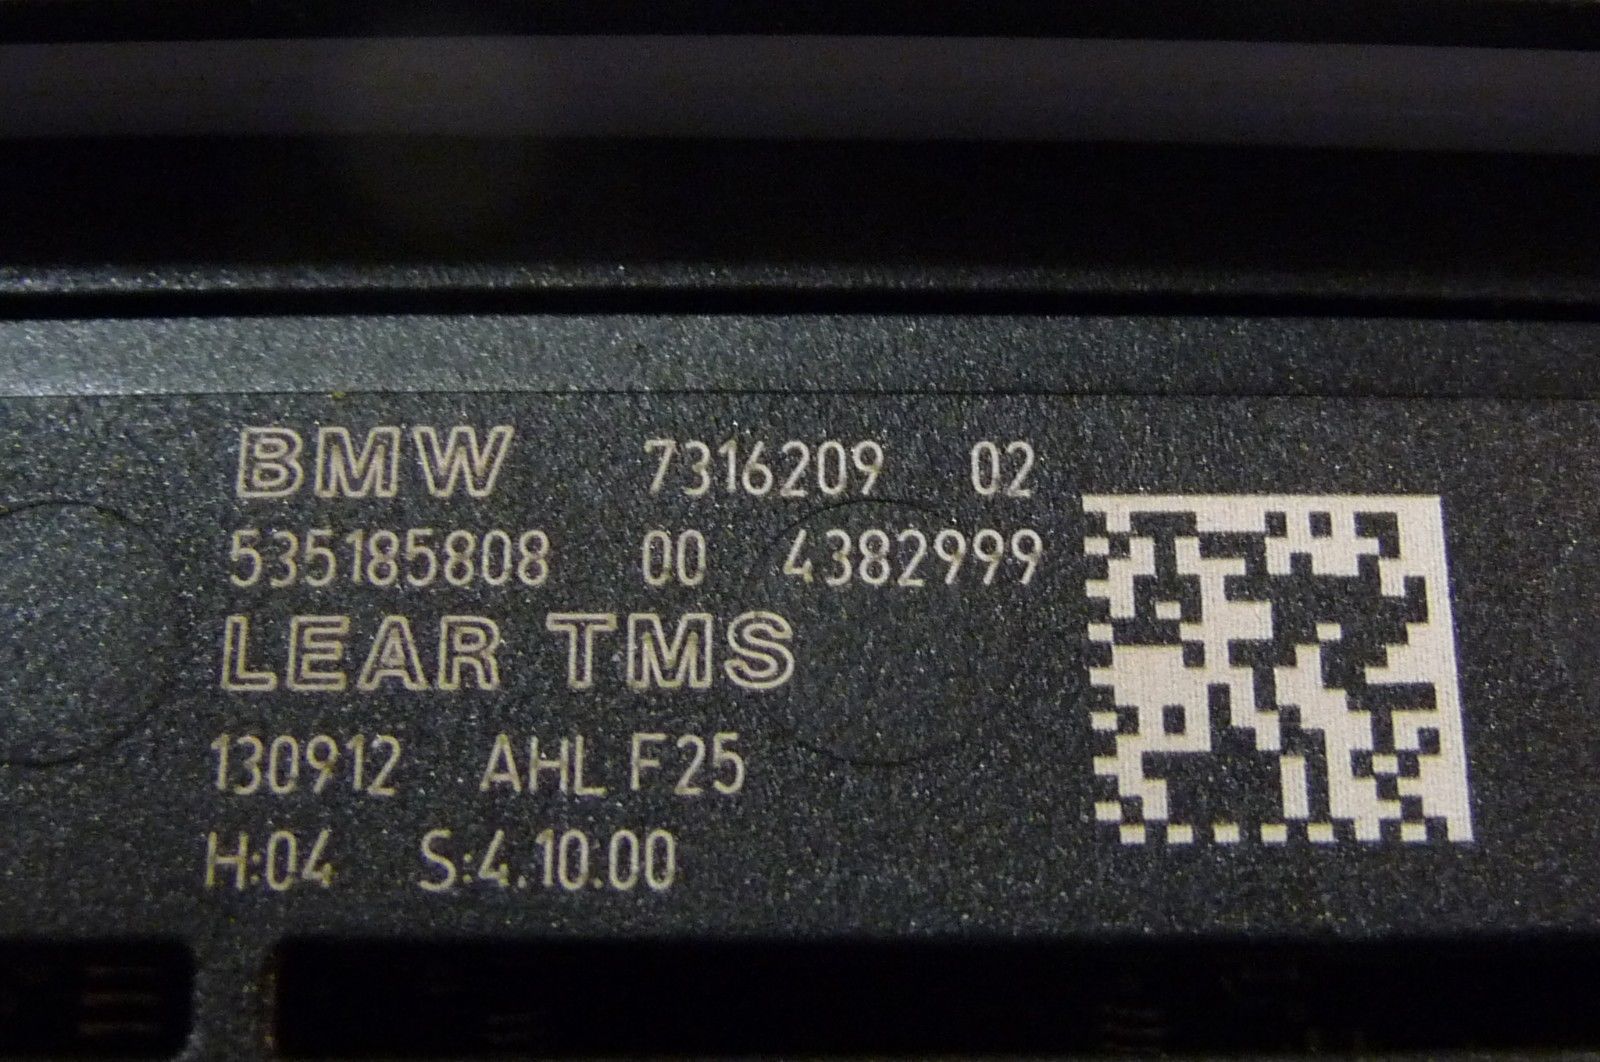 BMW 7316209 02
535185808 00 4382999
LEAR TMS
130912 AHL F25
H:04 S:4.10.00